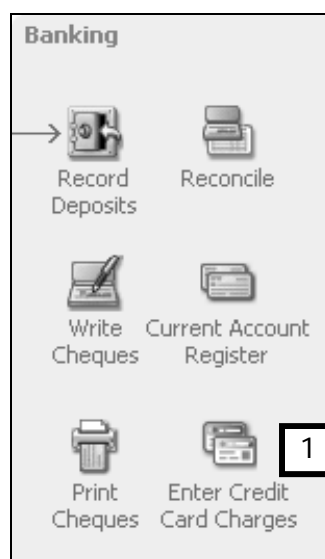 Banking
Record
Deposits
Reconcile
Write
Cheques
Current Account
Register
1
Print
Cheques
Enter Credit
Card Charges